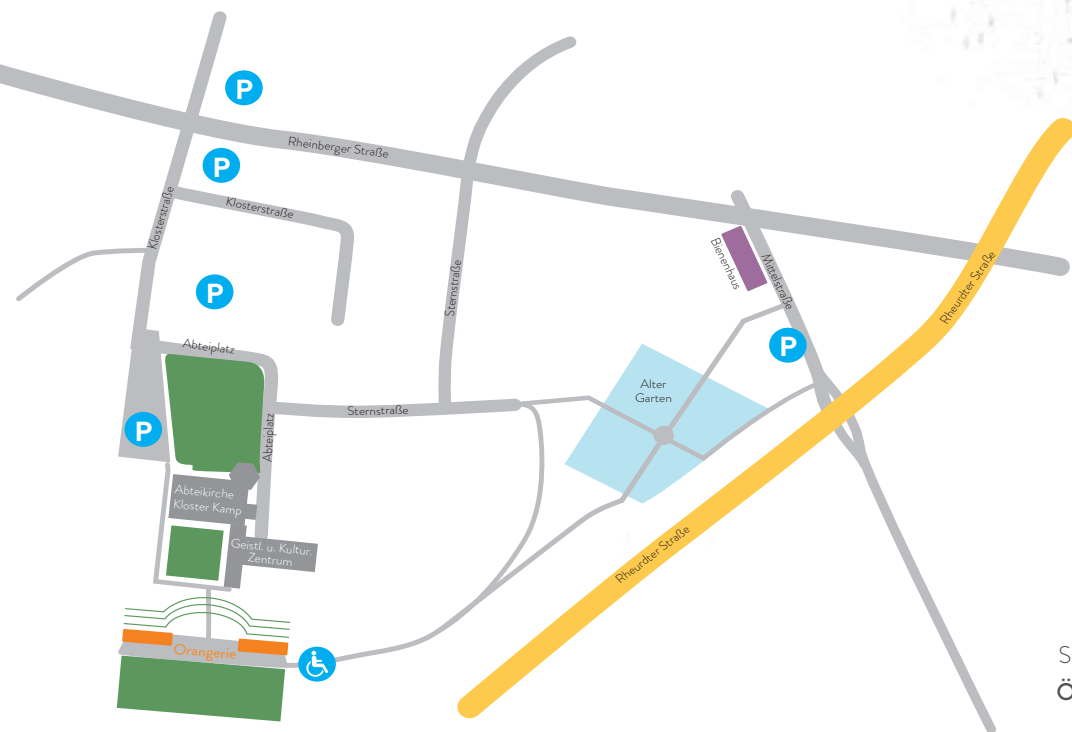 P
Rheinberger Straße
P
Klosterstraße
Klosterstraße
P
Sternstraße
Bienenhaus
Mittelstraße
Rheurdter Straße
Abteiplatz
P
Alter
Garten
Sternstraße
Abteiplatz
P
Abteikirche
Kloster Kamp
Geistl. u. Kultur.
Zentrum
Rheurdter Straße
Orangerie
S
Ö